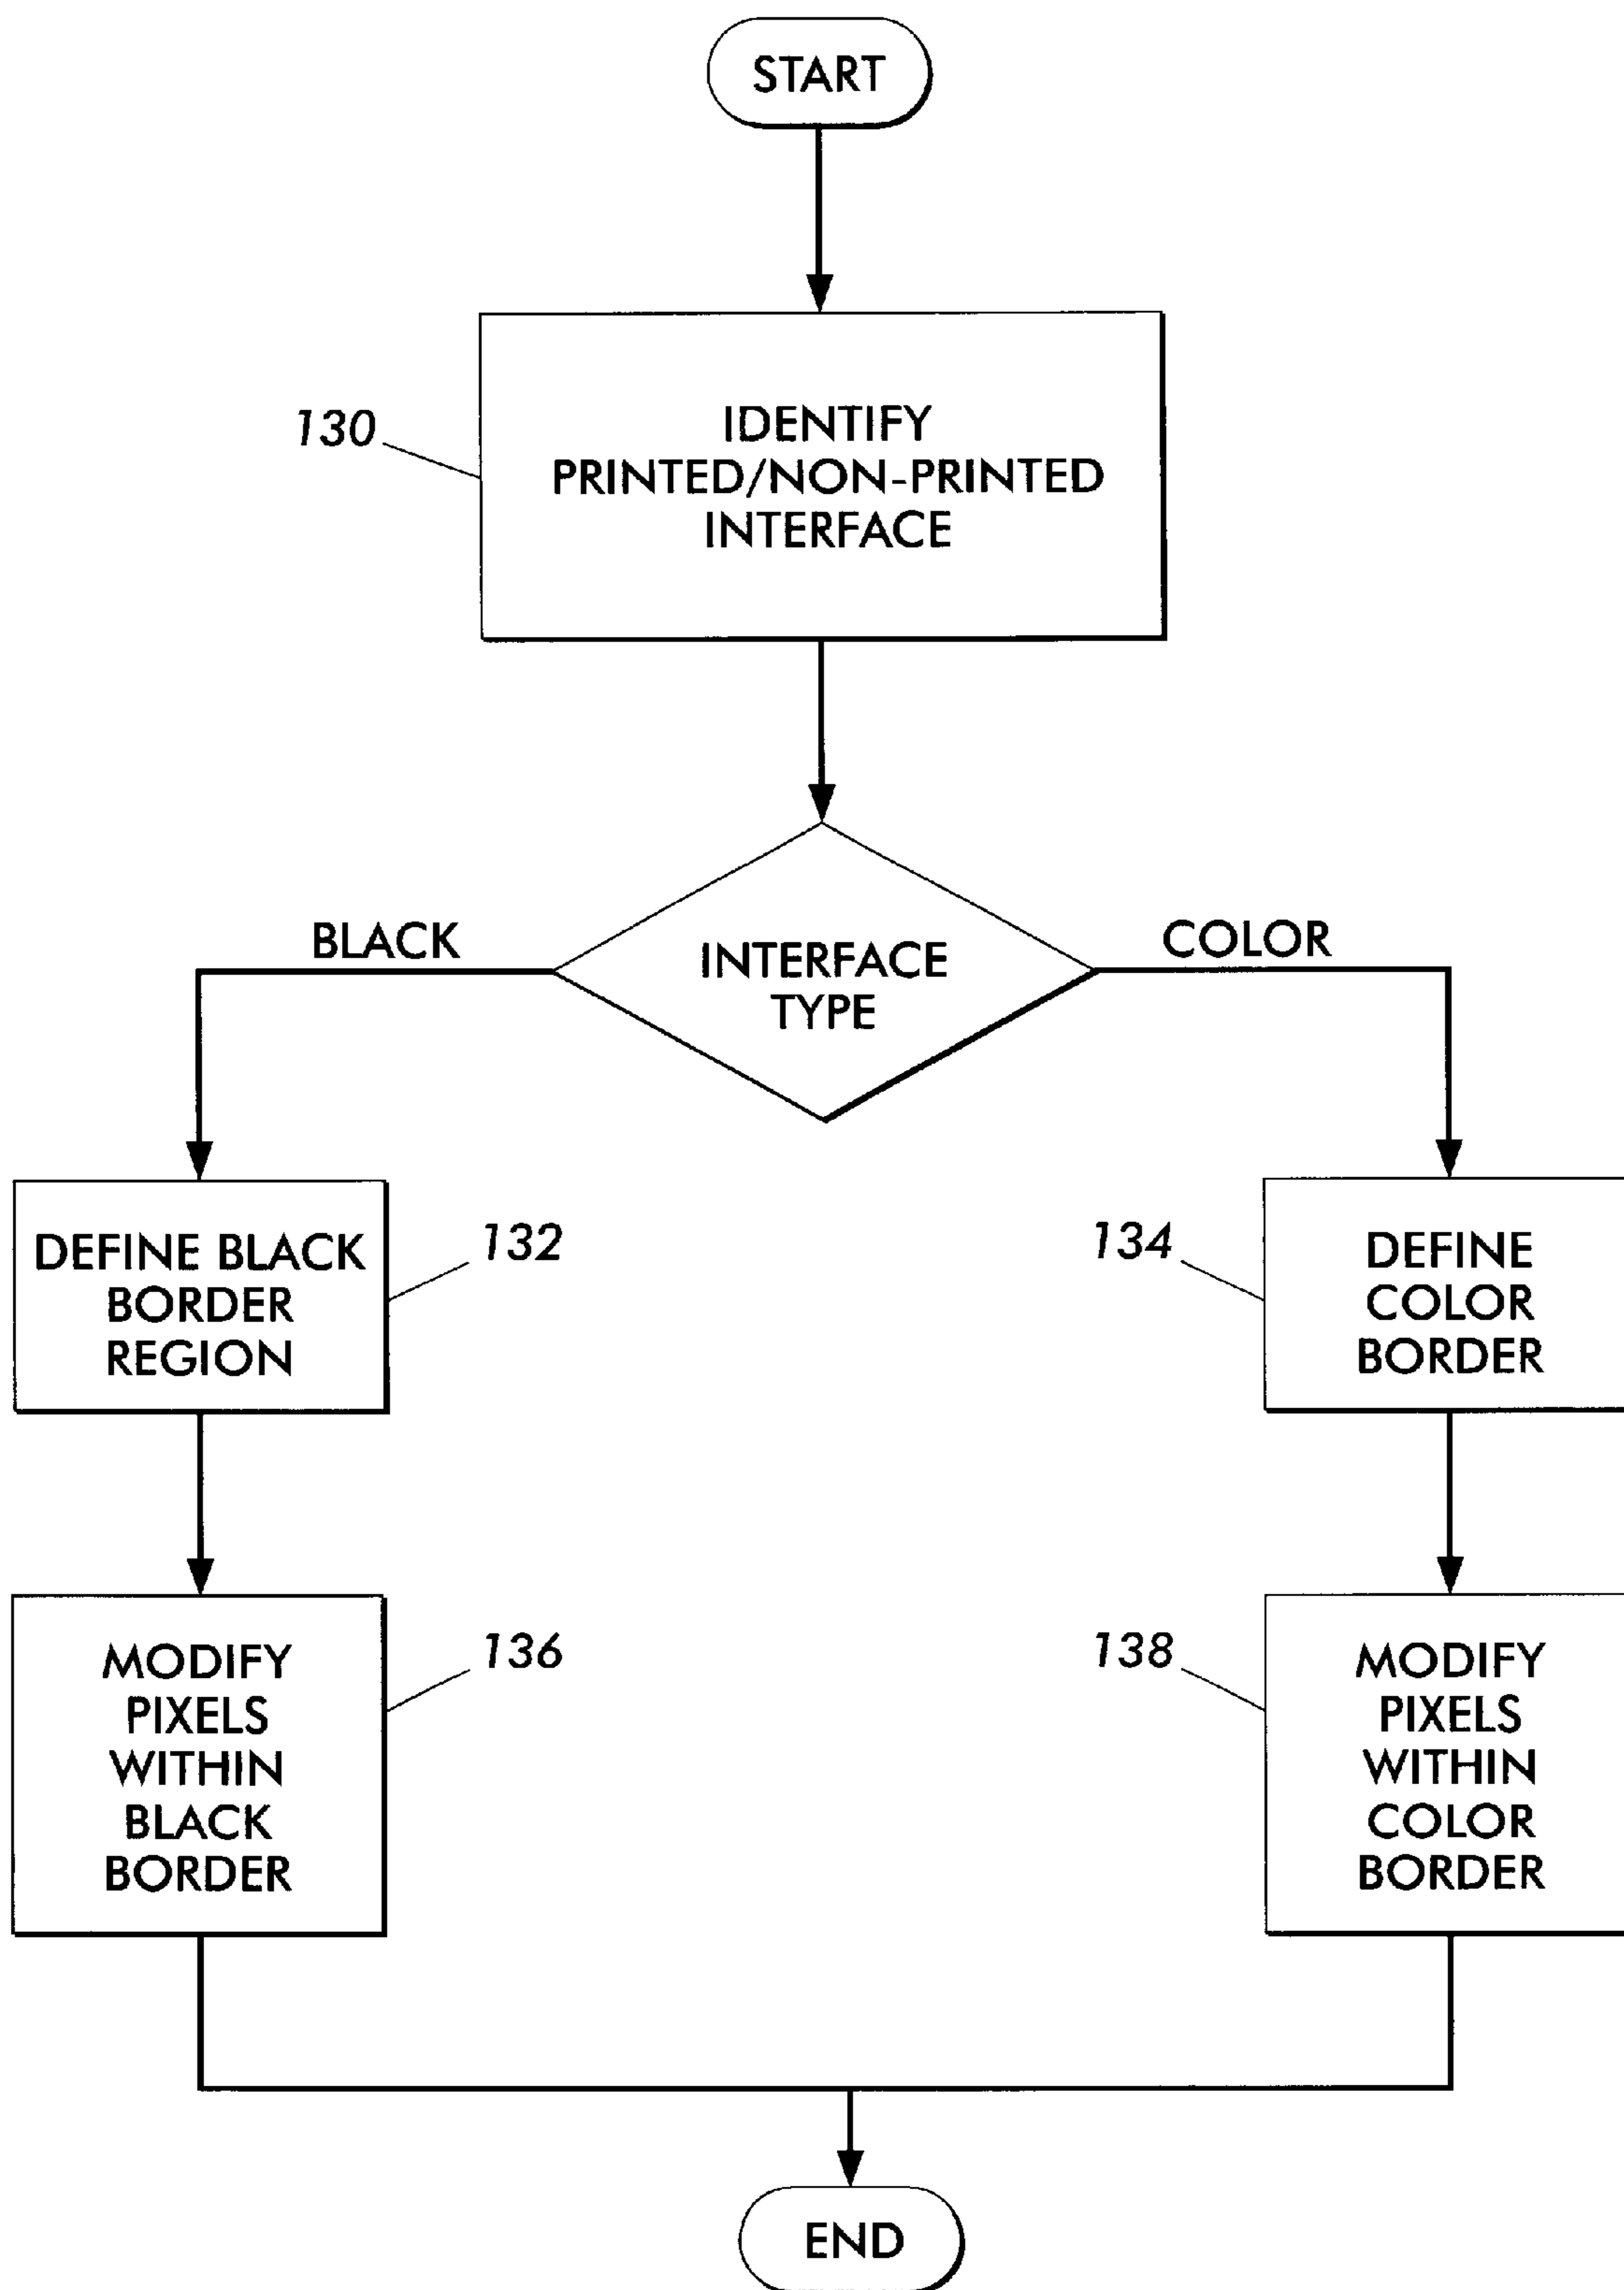 START
130
IDENTIFY
PRINTED/NON-PRINTED
INTERFACE
BLACK
INTERFACE
TYPE
COLOR
DEFINE BLACK
BORDER
REGION
132
134
DEFINE
COLOR
BORDER
MODIFY
PIXELS
WITHIN
BLACK
BORDER
136
138
MODIFY
PIXELS
WITHIN
COLOR
BORDER
END